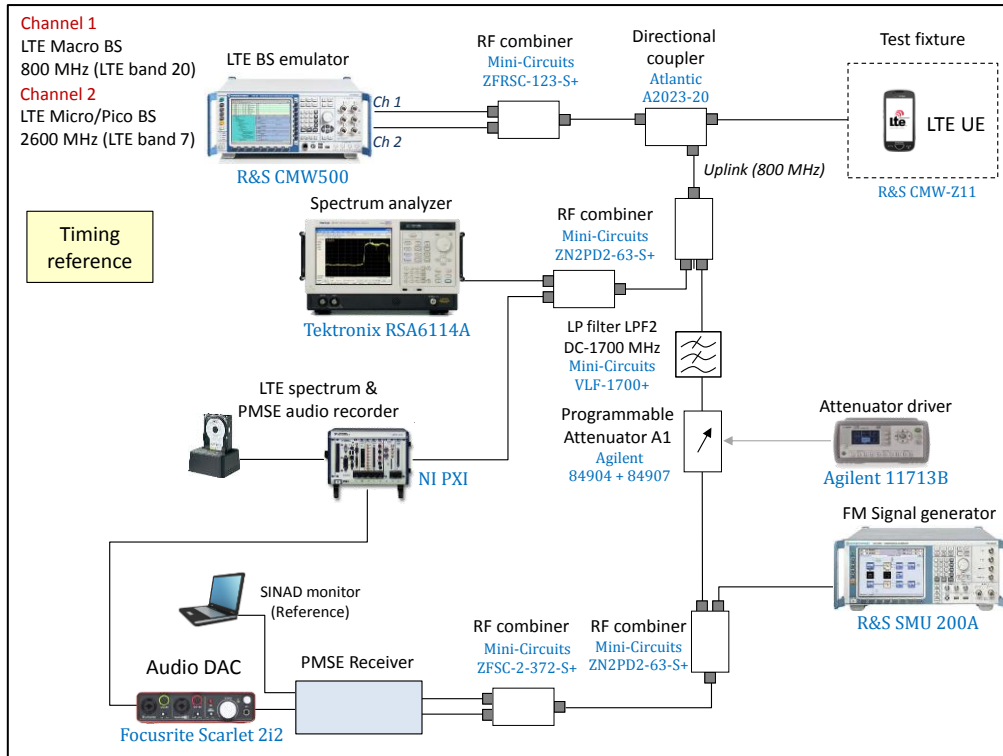 Channel 1
LTE Macro BS
800 MHz (LTE band 20)
Channel 2
LTE Micro/Pico BS
2600 MHz (LTE band 7)
LTE BS emulator
Ch 1
Ch 2
R&S CMW500
RF combiner
Mini-Circuits
ZFRSC-123-S+
Directional
coupler
Atlantic
A2023-20
Test fixture
Lte
LTE UE
R&S CMW-Z11
Uplink (800 MHz)
Timing
reference
Spectrum analyzer
Tektronix RSA6114A
RF combiner
Mini-Circuits
ZN2PD2-63-S+
LP filter LPF2
DC-1700 MHz
Mini-Circuits
VLF-1700+
LTE spectrum &
PMSE audio recorder
NI PXI
Programmable
Attenuator A1
Agilent
84904 + 84907
Attenuator driver
Agilent 11713B
FM Signal generator
R&S SMU 200A
SINAD monitor
(Reference)
Audio DAC
Focusrite Scarlet 2i2
PMSE Receiver
RF combiner
Mini-Circuits
ZFSC-2-372-S+
RF combiner
Mini-Circuits
ZN2PD2-63-S+